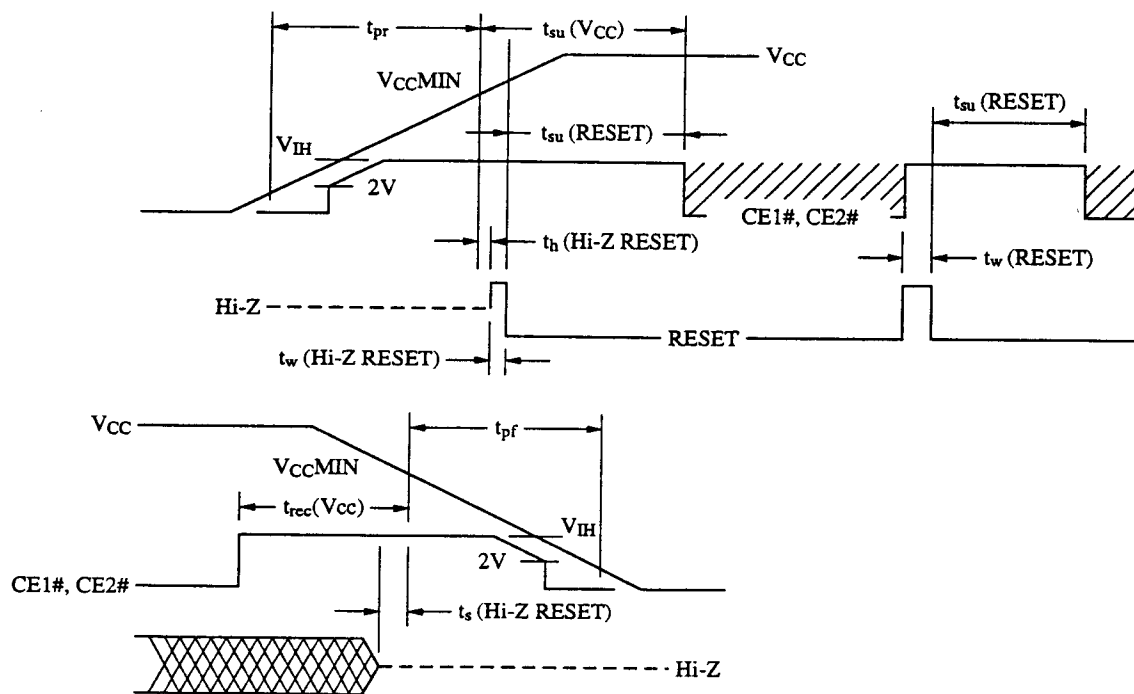 tpr
tsu (VCC)
VCC
VCCMIN
tsu (RESET)
tsu (RESET)
VIH
2V
CE1#, CE2#
th (Hi-Z RESET)
tw (RESET)
Hi-Z
RESET
tw (Hi-Z RESET)
VCC
tpf
VCCMIN
trec(Vcc)
VIH
2V
CE1#, CE2#
ts (Hi-Z RESET)
Hi-Z